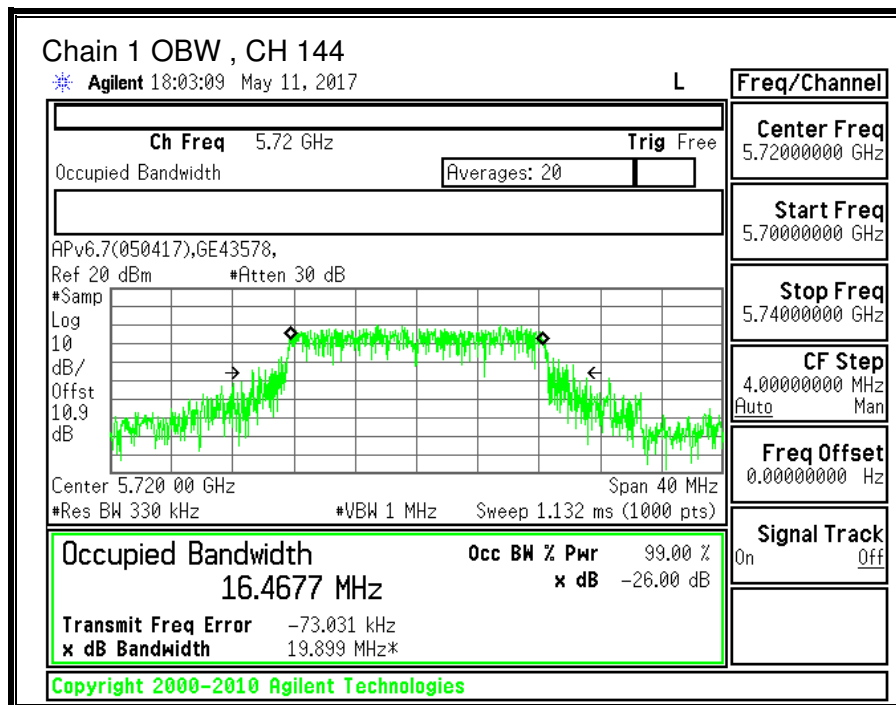 Chain 1 OBW , CH 144
Agilent 18:03:09 May 11, 2017 L
Freq/Channel
Ch Freq 5.72 GHz Trig Free
Occupied Bandwidth Averages: 20
APv6.7(050417),GE43578,
Ref 20 dBm #Atten 30 dB
#Samp
Log
10
dB/
Offst
10.9
dB
Center 5.720 00 GHz Span 40 MHz
#Res BW 330 kHz #VBW 1 MHz Sweep 1.132 ms (1000 pts)
Occupied Bandwidth Occ BW % Pwr 99.00 %
16.4677 MHz x dB -26.00 dB
Transmit Freq Error -73.031 kHz
x dB Bandwidth 19.899 MHz*
Copyright 2000-2010 Agilent Technologies
Center Freq
5.72000000 GHz
Start Freq
5.70000000 GHz
Stop Freq
5.74000000 GHz
CF Step
4.00000000 MHz
Auto Man
Freq Offset
0.00000000 Hz
Signal Track
On Off